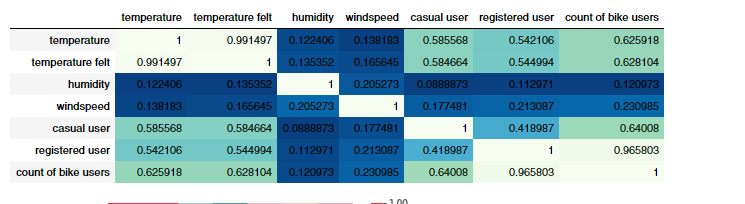 temperature temperature felt humidity windspeed casual user registered user count of bike users
temperature 1 0.991497 0.122406 0.138183 0.585568 0.542106 0.625918
temperature felt 0.991497 1 0.135352 0.165645 0.584664 0.544994 0.628104
humidity 0.122406 0.135352 1 0.205273 0.0888873 0.112971 0.120973
windspeed 0.138183 0.165645 0.205273 1 0.177481 0.213087 0.230985
casual user 0.585568 0.584664 0.0888873 0.177481 1 0.418987 0.64008
registered user 0.542106 0.544994 0.112971 0.213087 0.418987 1 0.965803
count of bike users 0.625918 0.628104 0.120973 0.230985 0.64008 0.965803 1
1.00